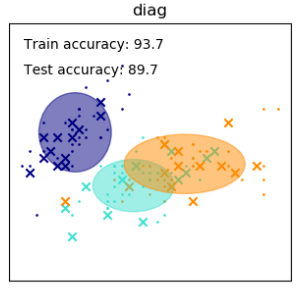 diag
Train accuracy: 93.7
Test accuracy: 89.7